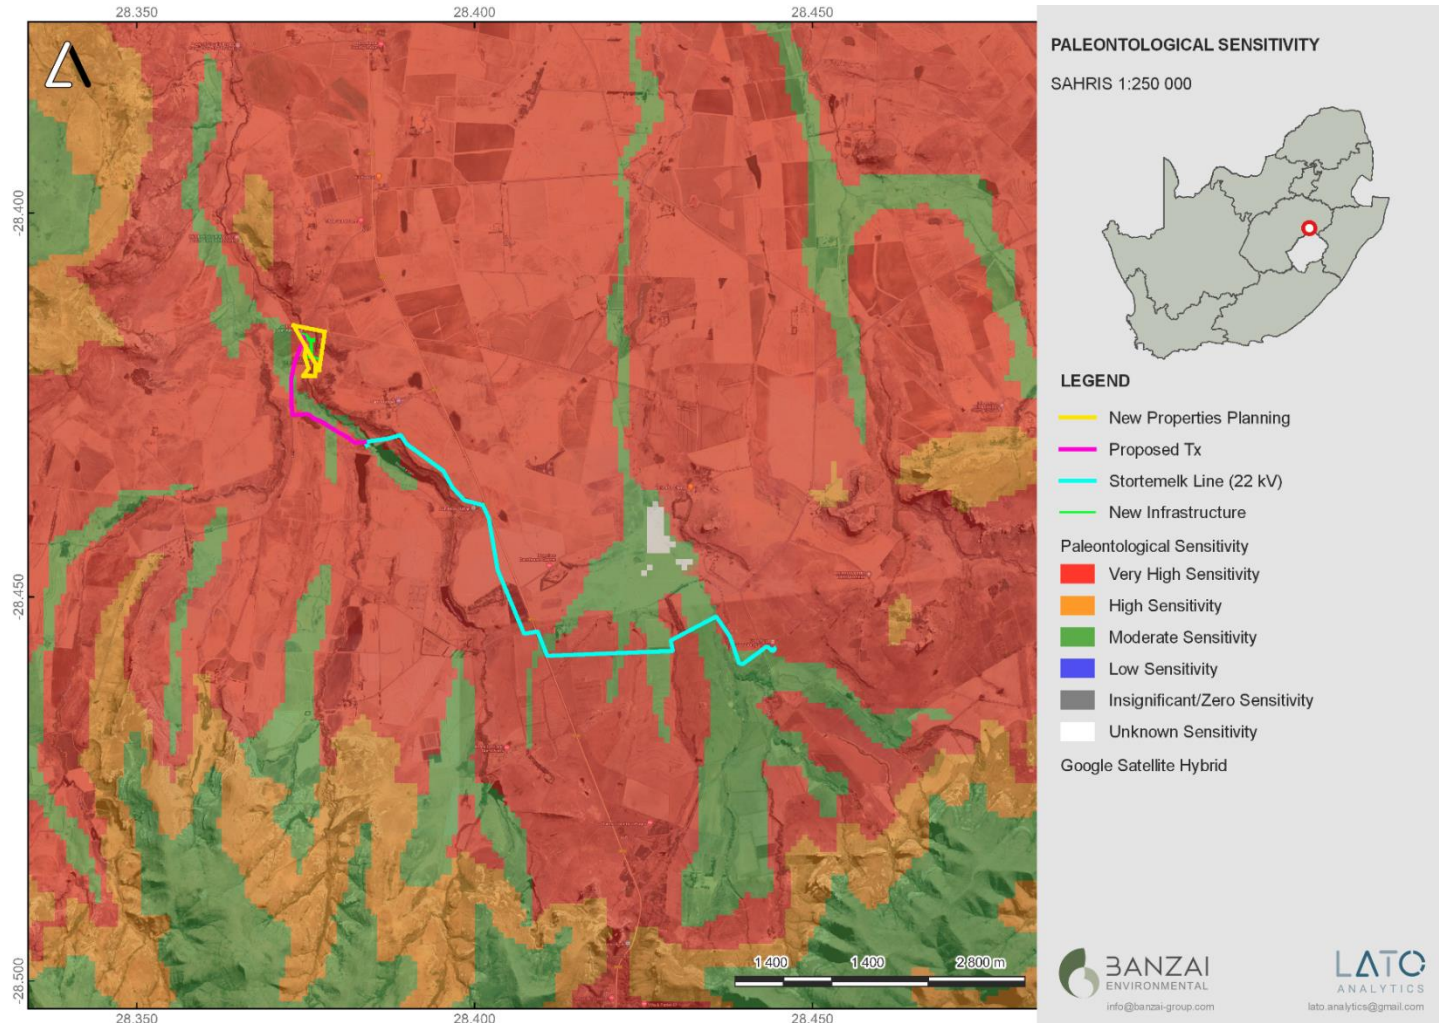 28.350
28.400
28.450
PALEONTOLOGICAL SENSITIVITY
SAHRIS 1:250 000
-28.400
-28.450
-28.500
LEGEND
New Properties Planning
Proposed Tx
Stortemelk Line (22 kV)
New Infrastructure
Paleontological Sensitivity
Very High Sensitivity
High Sensitivity
Moderate Sensitivity
Low Sensitivity
Insignificant/Zero Sensitivity
Unknown Sensitivity
Google Satellite Hybrid
1 400
1 400
2 800 m
BANZAI
ENVIRONMENTAL
info@banzai-group.com
LATO
ANALYTICS
lato.analytics@gmail.com
28.350
28.400
28.450